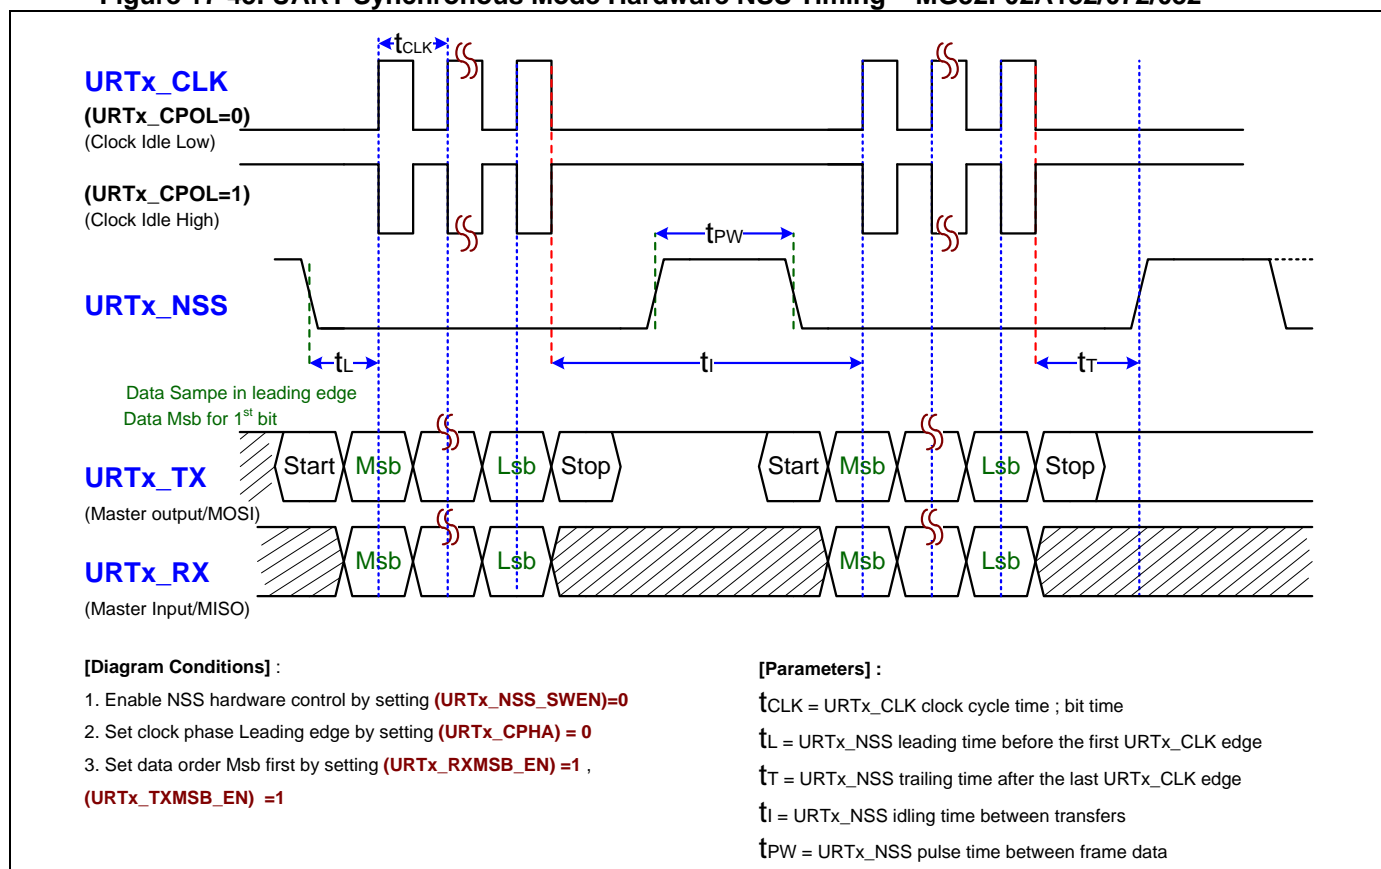 tCLK
URTx_CLK
(URTx_CPOL=0)
(Clock Idle Low)
(URTx_CPOL=1)
(Clock Idle High)
tPW
URTx_NSS
tL
tI
tT
Data Sampe in leading edge
Data Msb for 1st bit
URTx_TX
(Master output/MOSI)
Start Msb Lsb Stop Start Msb Lsb Stop
URTx_RX
(Master Input/MISO)
Msb Lsb Msb Lsb
[Diagram Conditions] :
1. Enable NSS hardware control by setting (URTx_NSS_SWEN)=0
2. Set clock phase Leading edge by setting (URTx_CPHA) = 0
3. Set data order Msb first by setting (URTx_RXMSB_EN) =1 ,
(URTx_TXMSB_EN) =1
[Parameters] :
tCLK = URTx_CLK clock cycle time ; bit time
tL = URTx_NSS leading time before the first URTx_CLK edge
tT = URTx_NSS trailing time after the last URTx_CLK edge
tI = URTx_NSS idling time between transfers
tPW = URTx_NSS pulse time between frame data